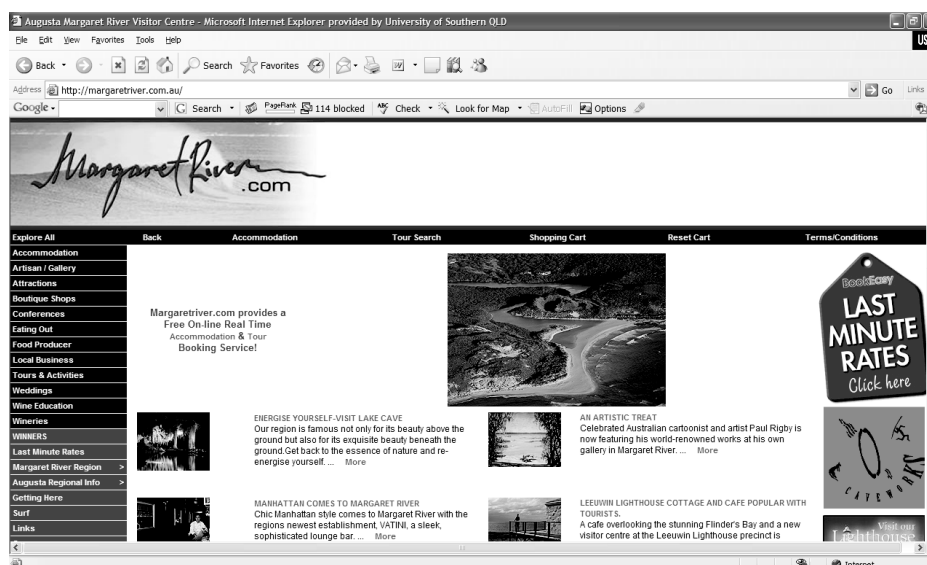 Augusta Margaret River Visitor Centre - Microsoft Internet Explorer provided by University of Southern QLD
File Edit View Favorites Tools Help
Back Search Favorites
Address http://margaretriver.com.au/ Go Links
Google Search PageRank 114 blocked Check Look for Map AutoFill Options
Margaret River
.com
Explore All Back Accommodation Tour Search Shopping Cart Reset Cart Terms/Conditions
Accommodation
Artisan / Gallery
Attractions
Boutique Shops
Conferences
Eating Out
Food Producer
Local Business
Tours & Activities
Weddings
Wine Education
Wineries
WINNERS
Last Minute Rates
Margaret River Region >
Augusta Regional Info >
Getting Here
Surf
Links
Margaretriver.com provides a
Free On-line Real Time
Accommodation & Tour
Booking Service!
BookEasy
LAST
MINUTE
RATES
Click here
ENERGISE YOURSELF-VISIT LAKE CAVE
Our region is famous not only for its beauty above the
ground but also for its exquisite beauty beneath the
ground.Get back to the essence of nature and re-
energise yourself. ... More
AN ARTISTIC TREAT
Celebrated Australian cartoonist and artist Paul Rigby is
now featuring his world-renowned works at his own
gallery in Margaret River. ... More
MANHATTAN COMES TO MARGARET RIVER
Chic Manhattan style comes to Margaret River with the
regions newest establishment, VATINI, a sleek,
sophisticated lounge bar. ... More
LEEUWIN LIGHTHOUSE COTTAGE AND CAFE POPULAR WITH
TOURISTS.
A cafe overlooking the stunning Flinder's Bay and a new
visitor centre at the Leeuwin Lighthouse precinct is
CAVEWORKS
Visit our
Lighthouse
Internet